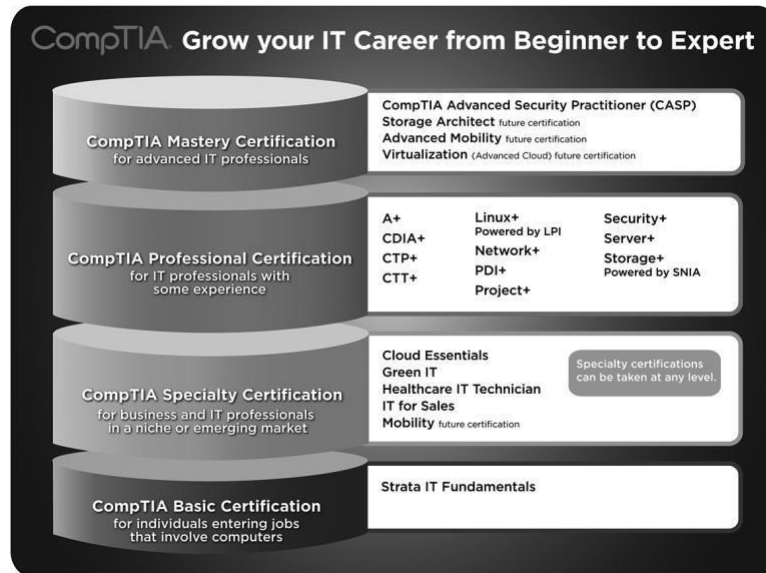 CompTIA Grow your IT Career from Beginner to Expert
CompTIA Mastery Certification
for advanced IT professionals
CompTIA Advanced Security Practitioner (CASP)
Storage Architect future certification
Advanced Mobility future certification
Virtualization (Advanced Cloud) future certification
CompTIA Professional Certification
for IT professionals with
some experience
A+
CDIA+
CTP+
CTT+
Linux+
Powered by LPI
Network+
PDI+
Project+
Security+
Server+
Storage+
Powered by SNIA
CompTIA Specialty Certification
for business and IT professionals
in a niche or emerging market
Cloud Essentials
Green IT
Healthcare IT Technician
IT for Sales
Mobility future certification
Specialty certifications
can be taken at any level.
CompTIA Basic Certification
for individuals entering jobs
that involve computers
Strata IT Fundamentals